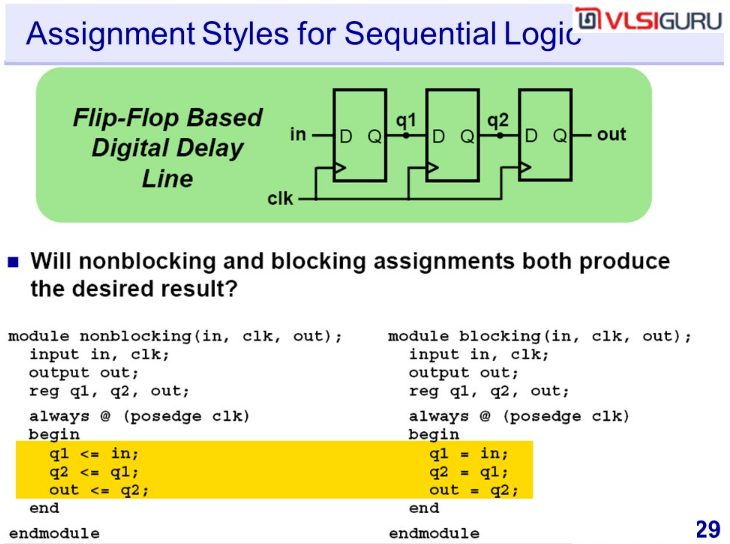 Assignment Styles for Sequential Logic
VLSIGURU
Flip-Flop Based
Digital Delay
Line
in
D Q
q1
D Q
q2
D Q
out
clk
Will nonblocking and blocking assignments both produce
the desired result?
module nonblocking(in, clk, out);
input in, clk;
output out;
reg q1, q2, out;
always @ (posedge clk)
begin
q1 <= in;
q2 <= q1;
out <= q2;
end
endmodule
module blocking(in, clk, out);
input in, clk;
output out;
reg q1, q2, out;
always @ (posedge clk)
begin
q1 = in;
q2 = q1;
out = q2;
end
endmodule
29